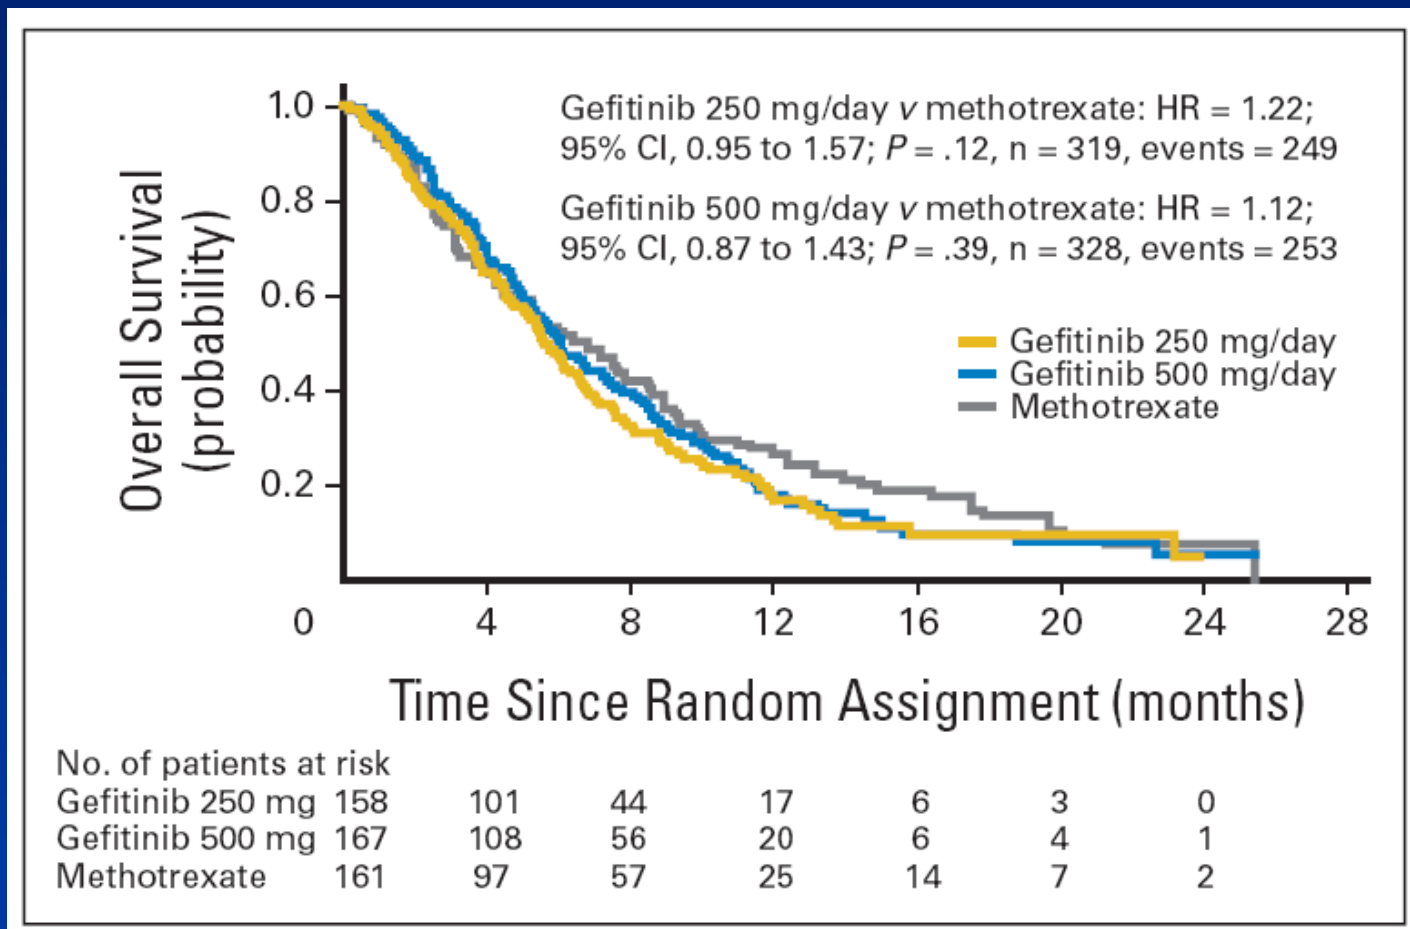 Gefitinib 250 mg/day v methotrexate: HR = 1.22;
95% CI, 0.95 to 1.57; P = .12, n = 319, events = 249
Gefitinib 500 mg/day v methotrexate: HR = 1.12;
95% CI, 0.87 to 1.43; P = .39, n = 328, events = 253
Gefitinib 250 mg/day
Gefitinib 500 mg/day
Methotrexate
Overall Survival
(probability)
1.0
0.8
0.6
0.4
0.2
0 4 8 12 16 20 24 28
Time Since Random Assignment (months)
No. of patients at risk
Gefitinib 250 mg 158 101 44 17 6 3 0
Gefitinib 500 mg 167 108 56 20 6 4 1
Methotrexate 161 97 57 25 14 7 2